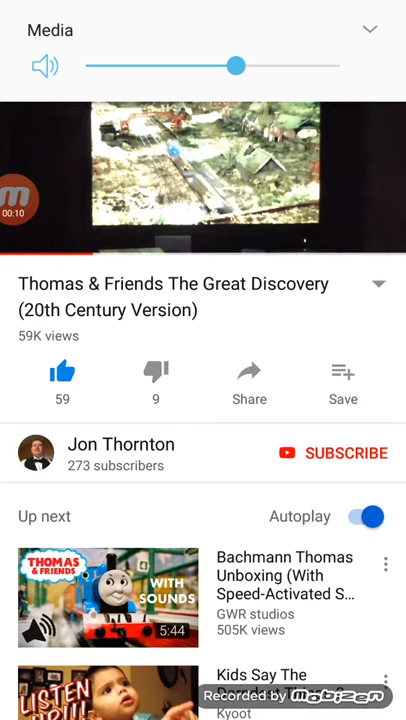 Media
00:10
Thomas & Friends The Great Discovery
(20th Century Version)
59K views
59
9
Share
Save
Jon Thornton
273 subscribers
SUBSCRIBE
Up next
Autoplay
THOMAS
& FRIENDS
4
WITH
SOUNDS
5:44
Bachmann Thomas
Unboxing (With
Speed-Activated S...
GWR studios
505K views
LISTEN
Kids Say The
Recorded by mobizen
Kyoot